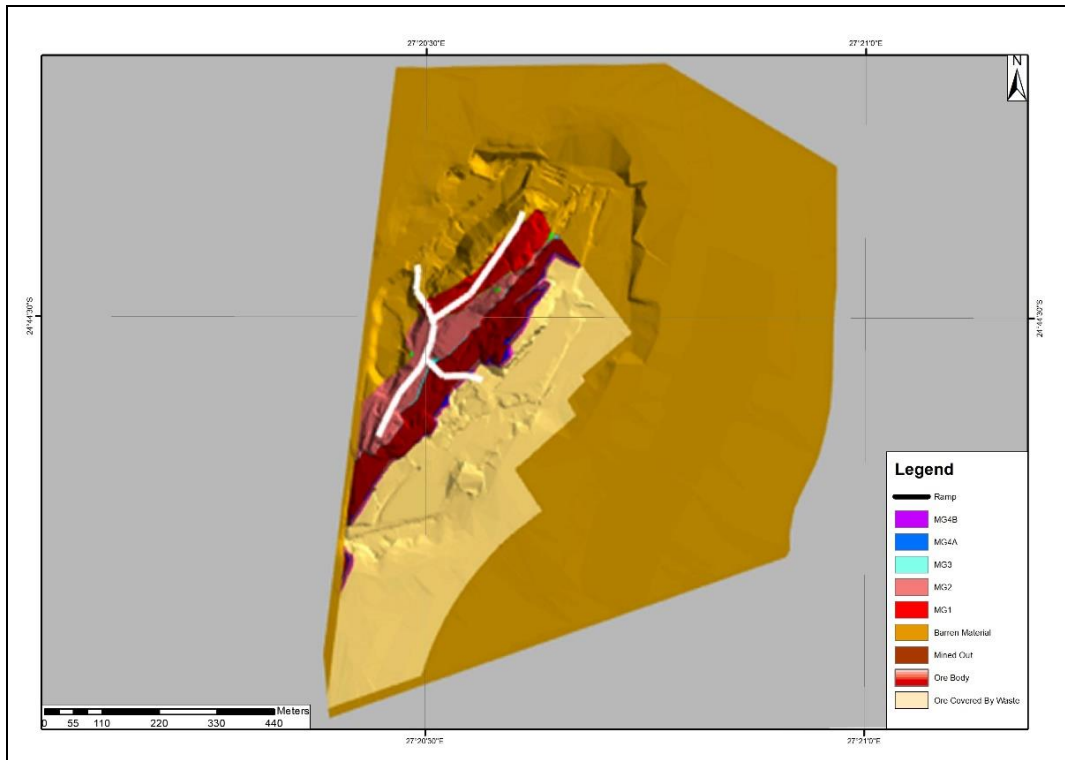 27°20'30"E
27°21'0"E
N
24°44'30"S
24°44'30"S
Legend
Ramp
MG4B
MG4A
MG3
MG2
MG1
Barren Material
Mined Out
Ore Body
Ore Covered By Waste
Meters
0 55 110 220 330 440
27°20'30"E
27°21'0"E